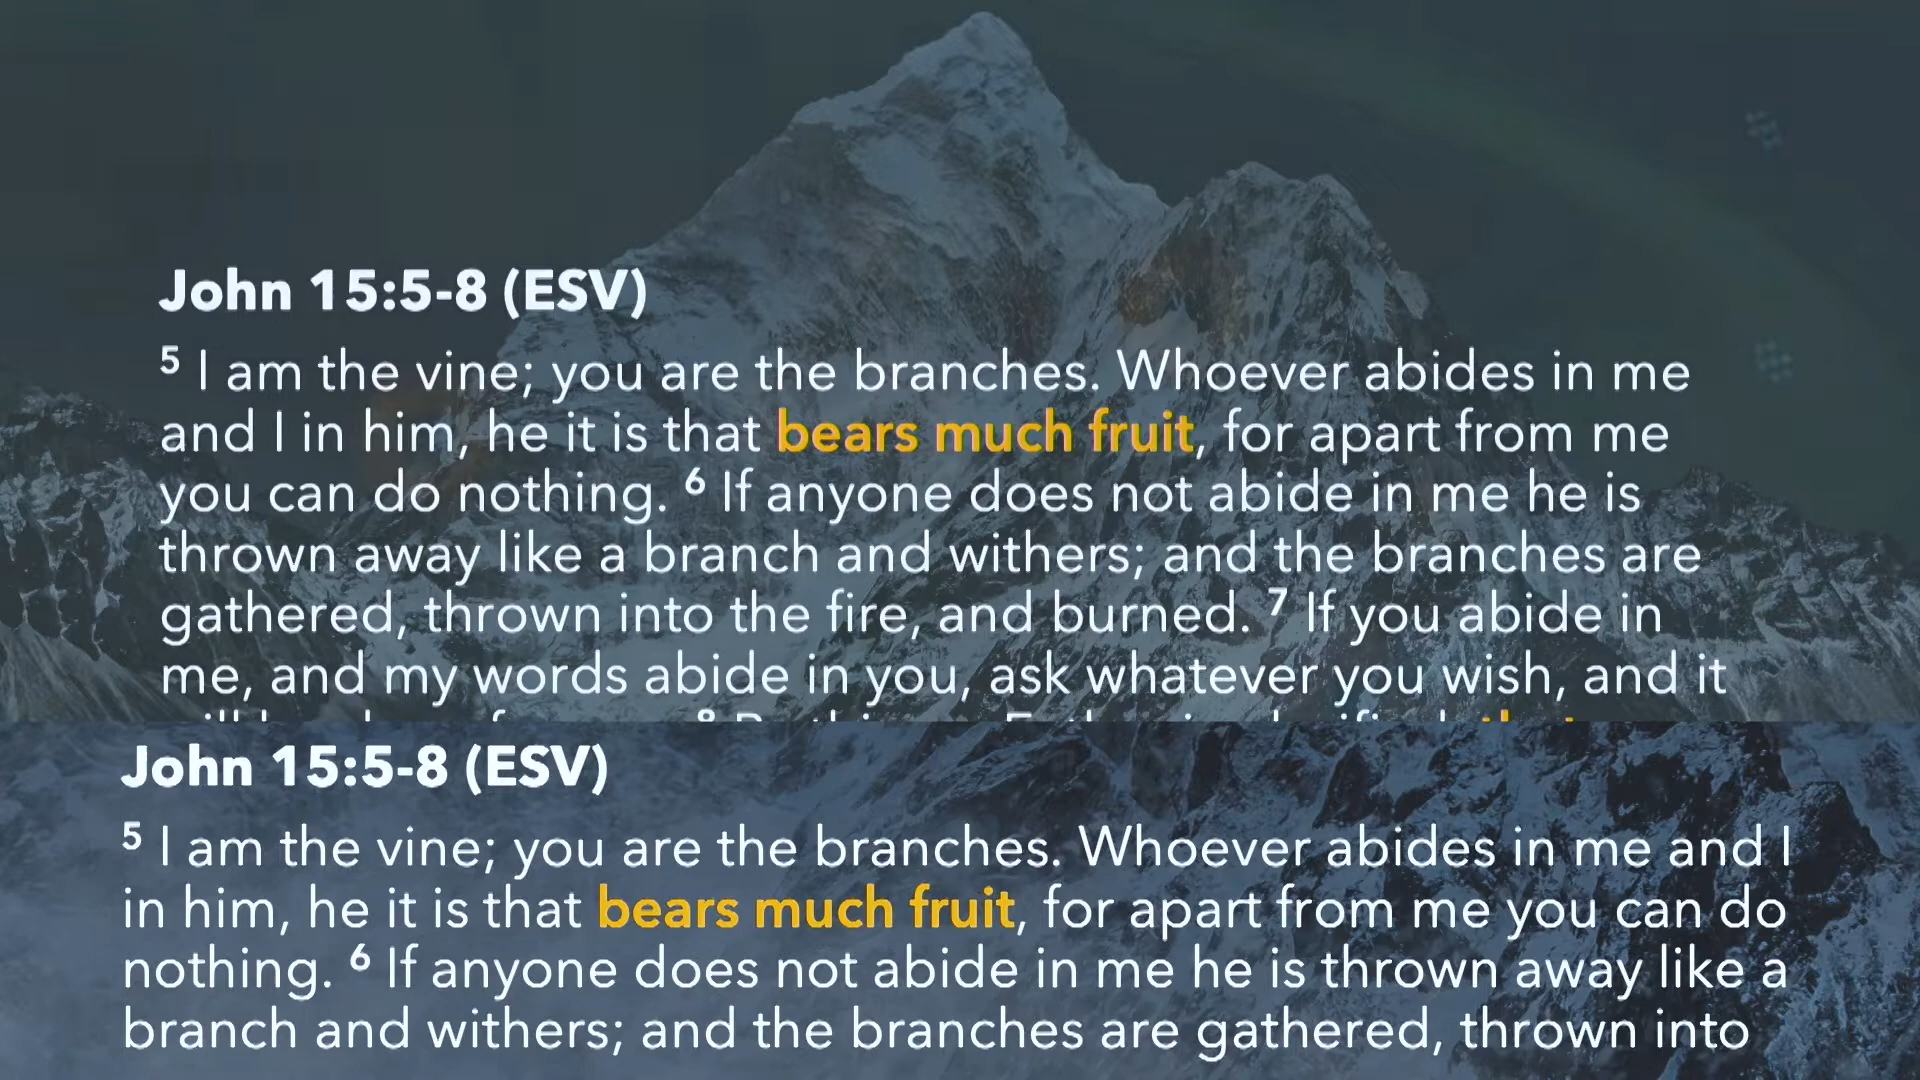 John 15:5-8 (ESV)
5 I am the vine; you are the branches. Whoever abides in me
and I in him, he it is that bears much fruit, for apart from me
you can do nothing. 6 If anyone does not abide in me he is
thrown away like a branch and withers; and the branches are
gathered, thrown into the fire, and burned. 7 If you abide in
me, and my words abide in you, ask whatever you wish, and it
John 15:5-8 (ESV)
5 I am the vine; you are the branches. Whoever abides in me and I
in him, he it is that bears much fruit, for apart from me you can do
nothing. 6 If anyone does not abide in me he is thrown away like a
branch and withers; and the branches are gathered, thrown into